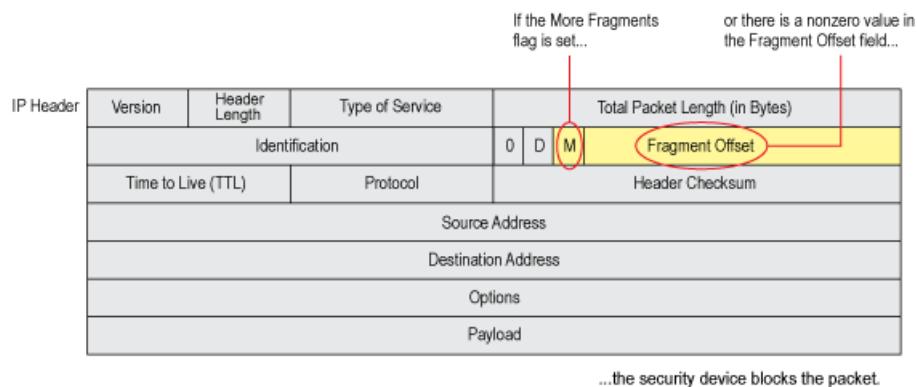 If the More Fragments
flag is set...
or there is a nonzero value in
the Fragment Offset field...
IP Header
Version
Header
Length
Type of Service
Total Packet Length (in Bytes)
Identification
0
D
M
Fragment Offset
Time to Live (TTL)
Protocol
Header Checksum
Source Address
Destination Address
Options
Payload
...the security device blocks the packet.